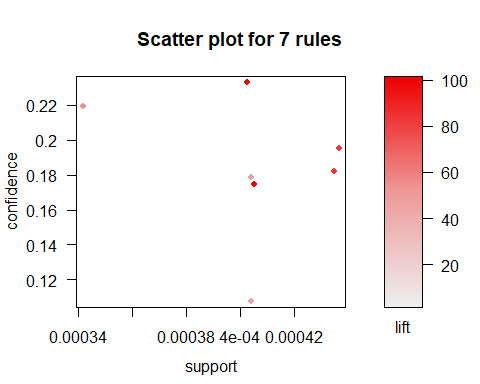 Scatter plot for 7 rules
confidence
0.22
0.2
0.18
0.16
0.14
0.12
0.00034 0.00038 4e-04 0.00042
support
100
80
60
40
20
lift